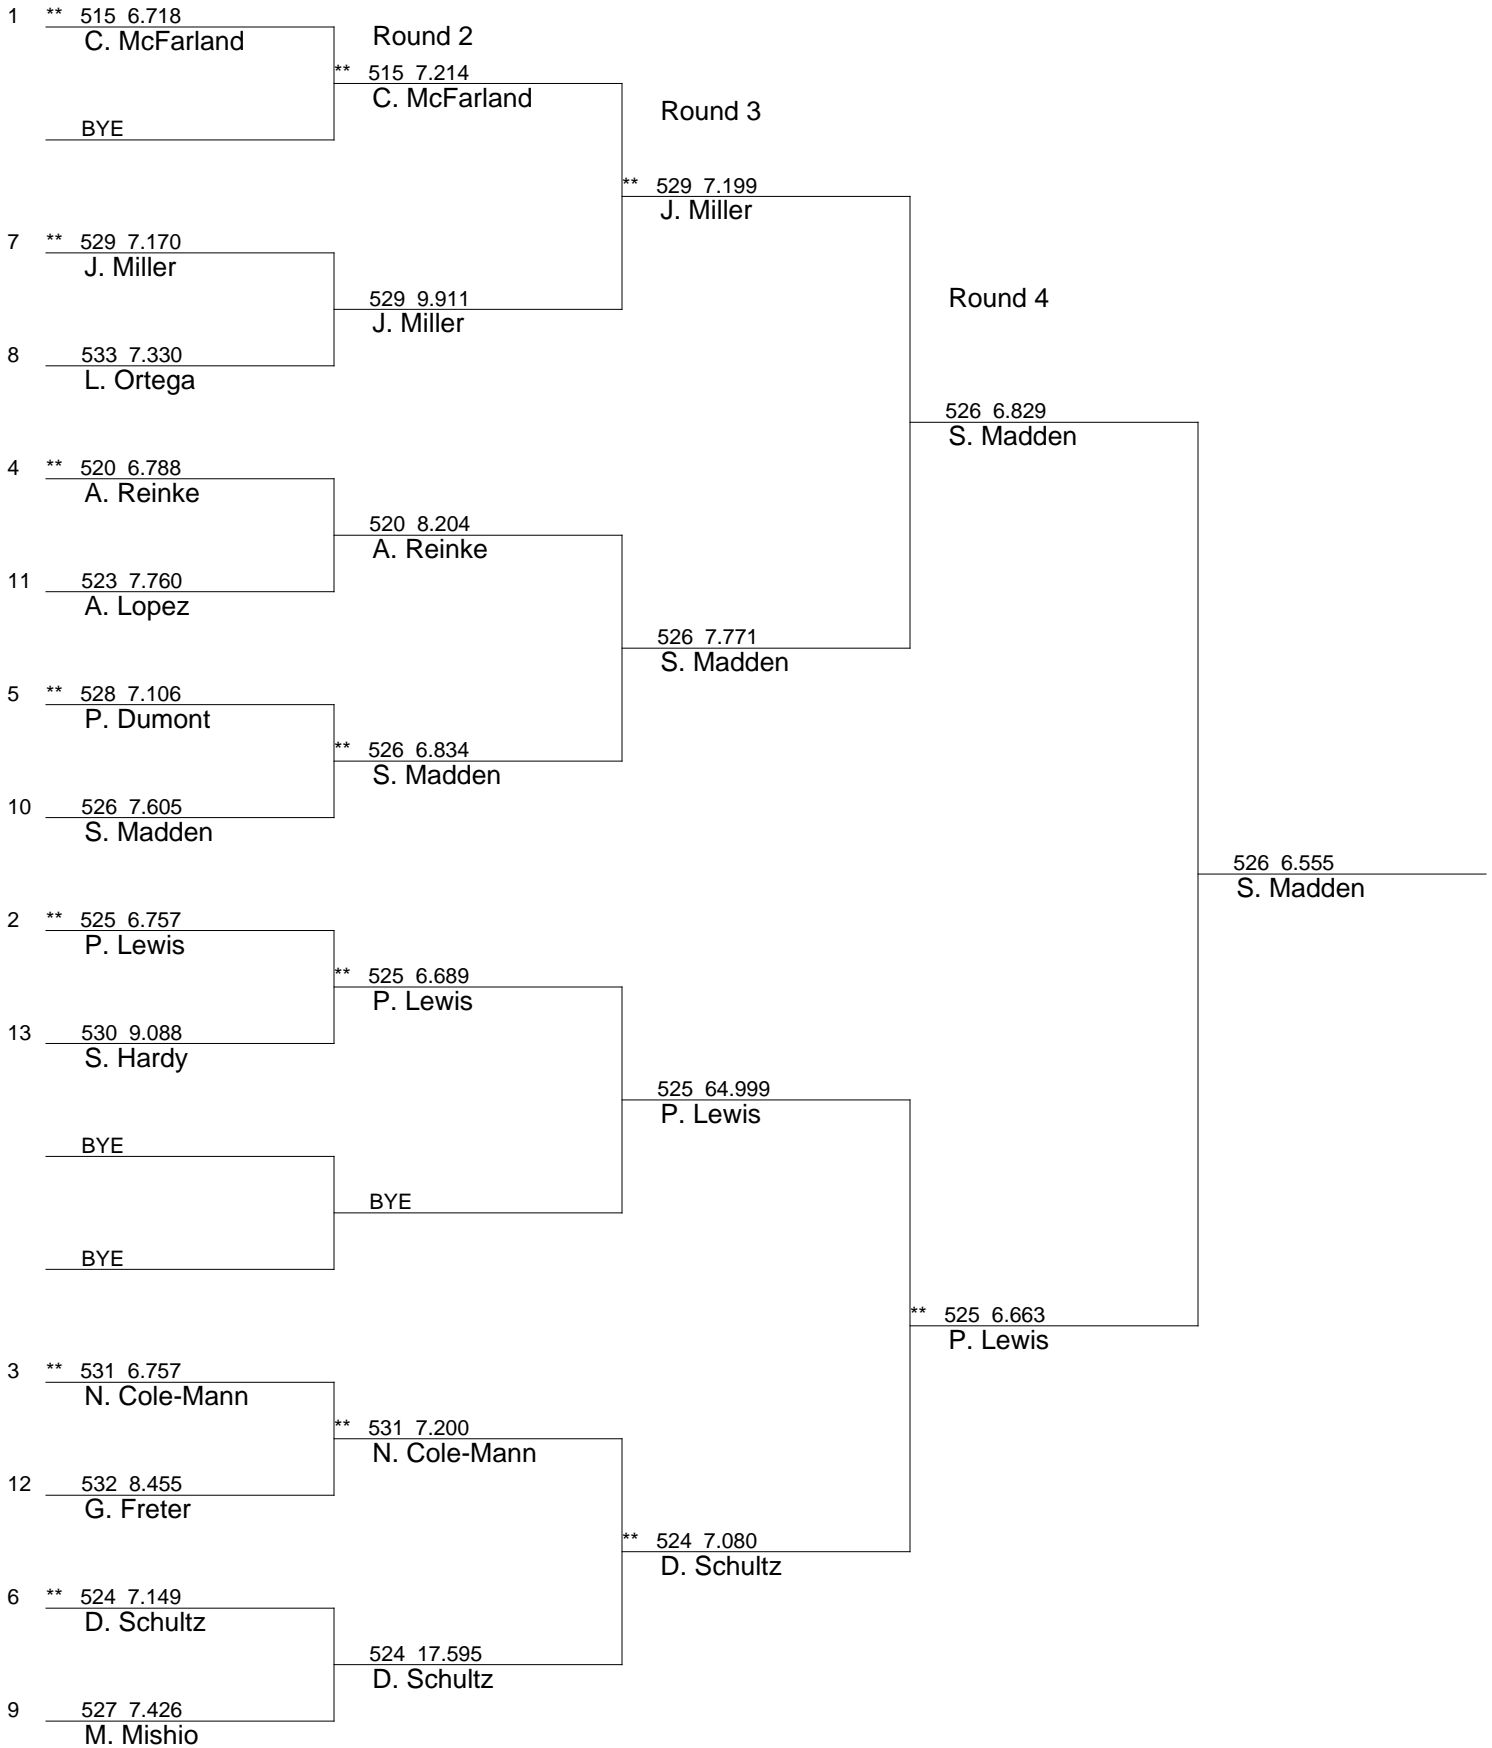 1 ** 515 6.718
C. McFarland
Round 2
** 515 7.214
C. McFarland
Round 3
BYE
** 529 7.199
J. Miller
7 ** 529 7.170
J. Miller
529 9.911
J. Miller
Round 4
8 533 7.330
L. Ortega
526 6.829
S. Madden
4 ** 520 6.788
A. Reinke
520 8.204
A. Reinke
11 523 7.760
A. Lopez
526 7.771
S. Madden
5 ** 528 7.106
P. Dumont
** 526 6.834
S. Madden
10 526 7.605
S. Madden
526 6.555
S. Madden
2 ** 525 6.757
P. Lewis
** 525 6.689
P. Lewis
13 530 9.088
S. Hardy
525 64.999
P. Lewis
BYE
BYE
BYE
** 525 6.663
P. Lewis
3 ** 531 6.757
N. Cole-Mann
** 531 7.200
N. Cole-Mann
12 532 8.455
G. Freter
** 524 7.080
D. Schultz
6 ** 524 7.149
D. Schultz
524 17.595
D. Schultz
9 527 7.426
M. Mishio